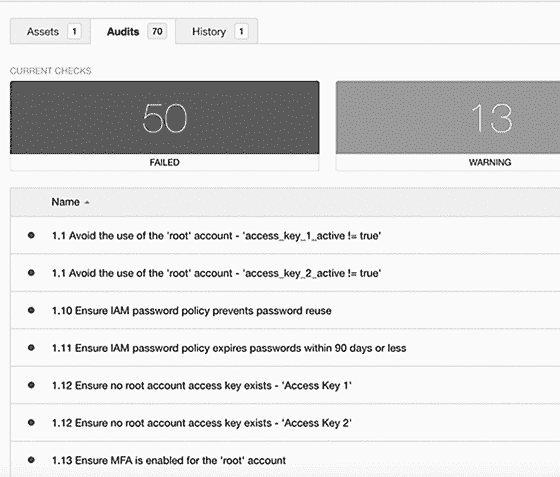 Assets 1 Audits 70 History 1
CURRENT CHECKS
50 13
FAILED WARNING
Name
1.1 Avoid the use of the 'root' account - 'access_key_1_active != true'
1.1 Avoid the use of the 'root' account - 'access_key_2_active != true'
1.10 Ensure IAM password policy prevents password reuse
1.11 Ensure IAM password policy expires passwords within 90 days or less
1.12 Ensure no root account access key exists - 'Access Key 1'
1.12 Ensure no root account access key exists - 'Access Key 2'
1.13 Ensure MFA is enabled for the 'root' account